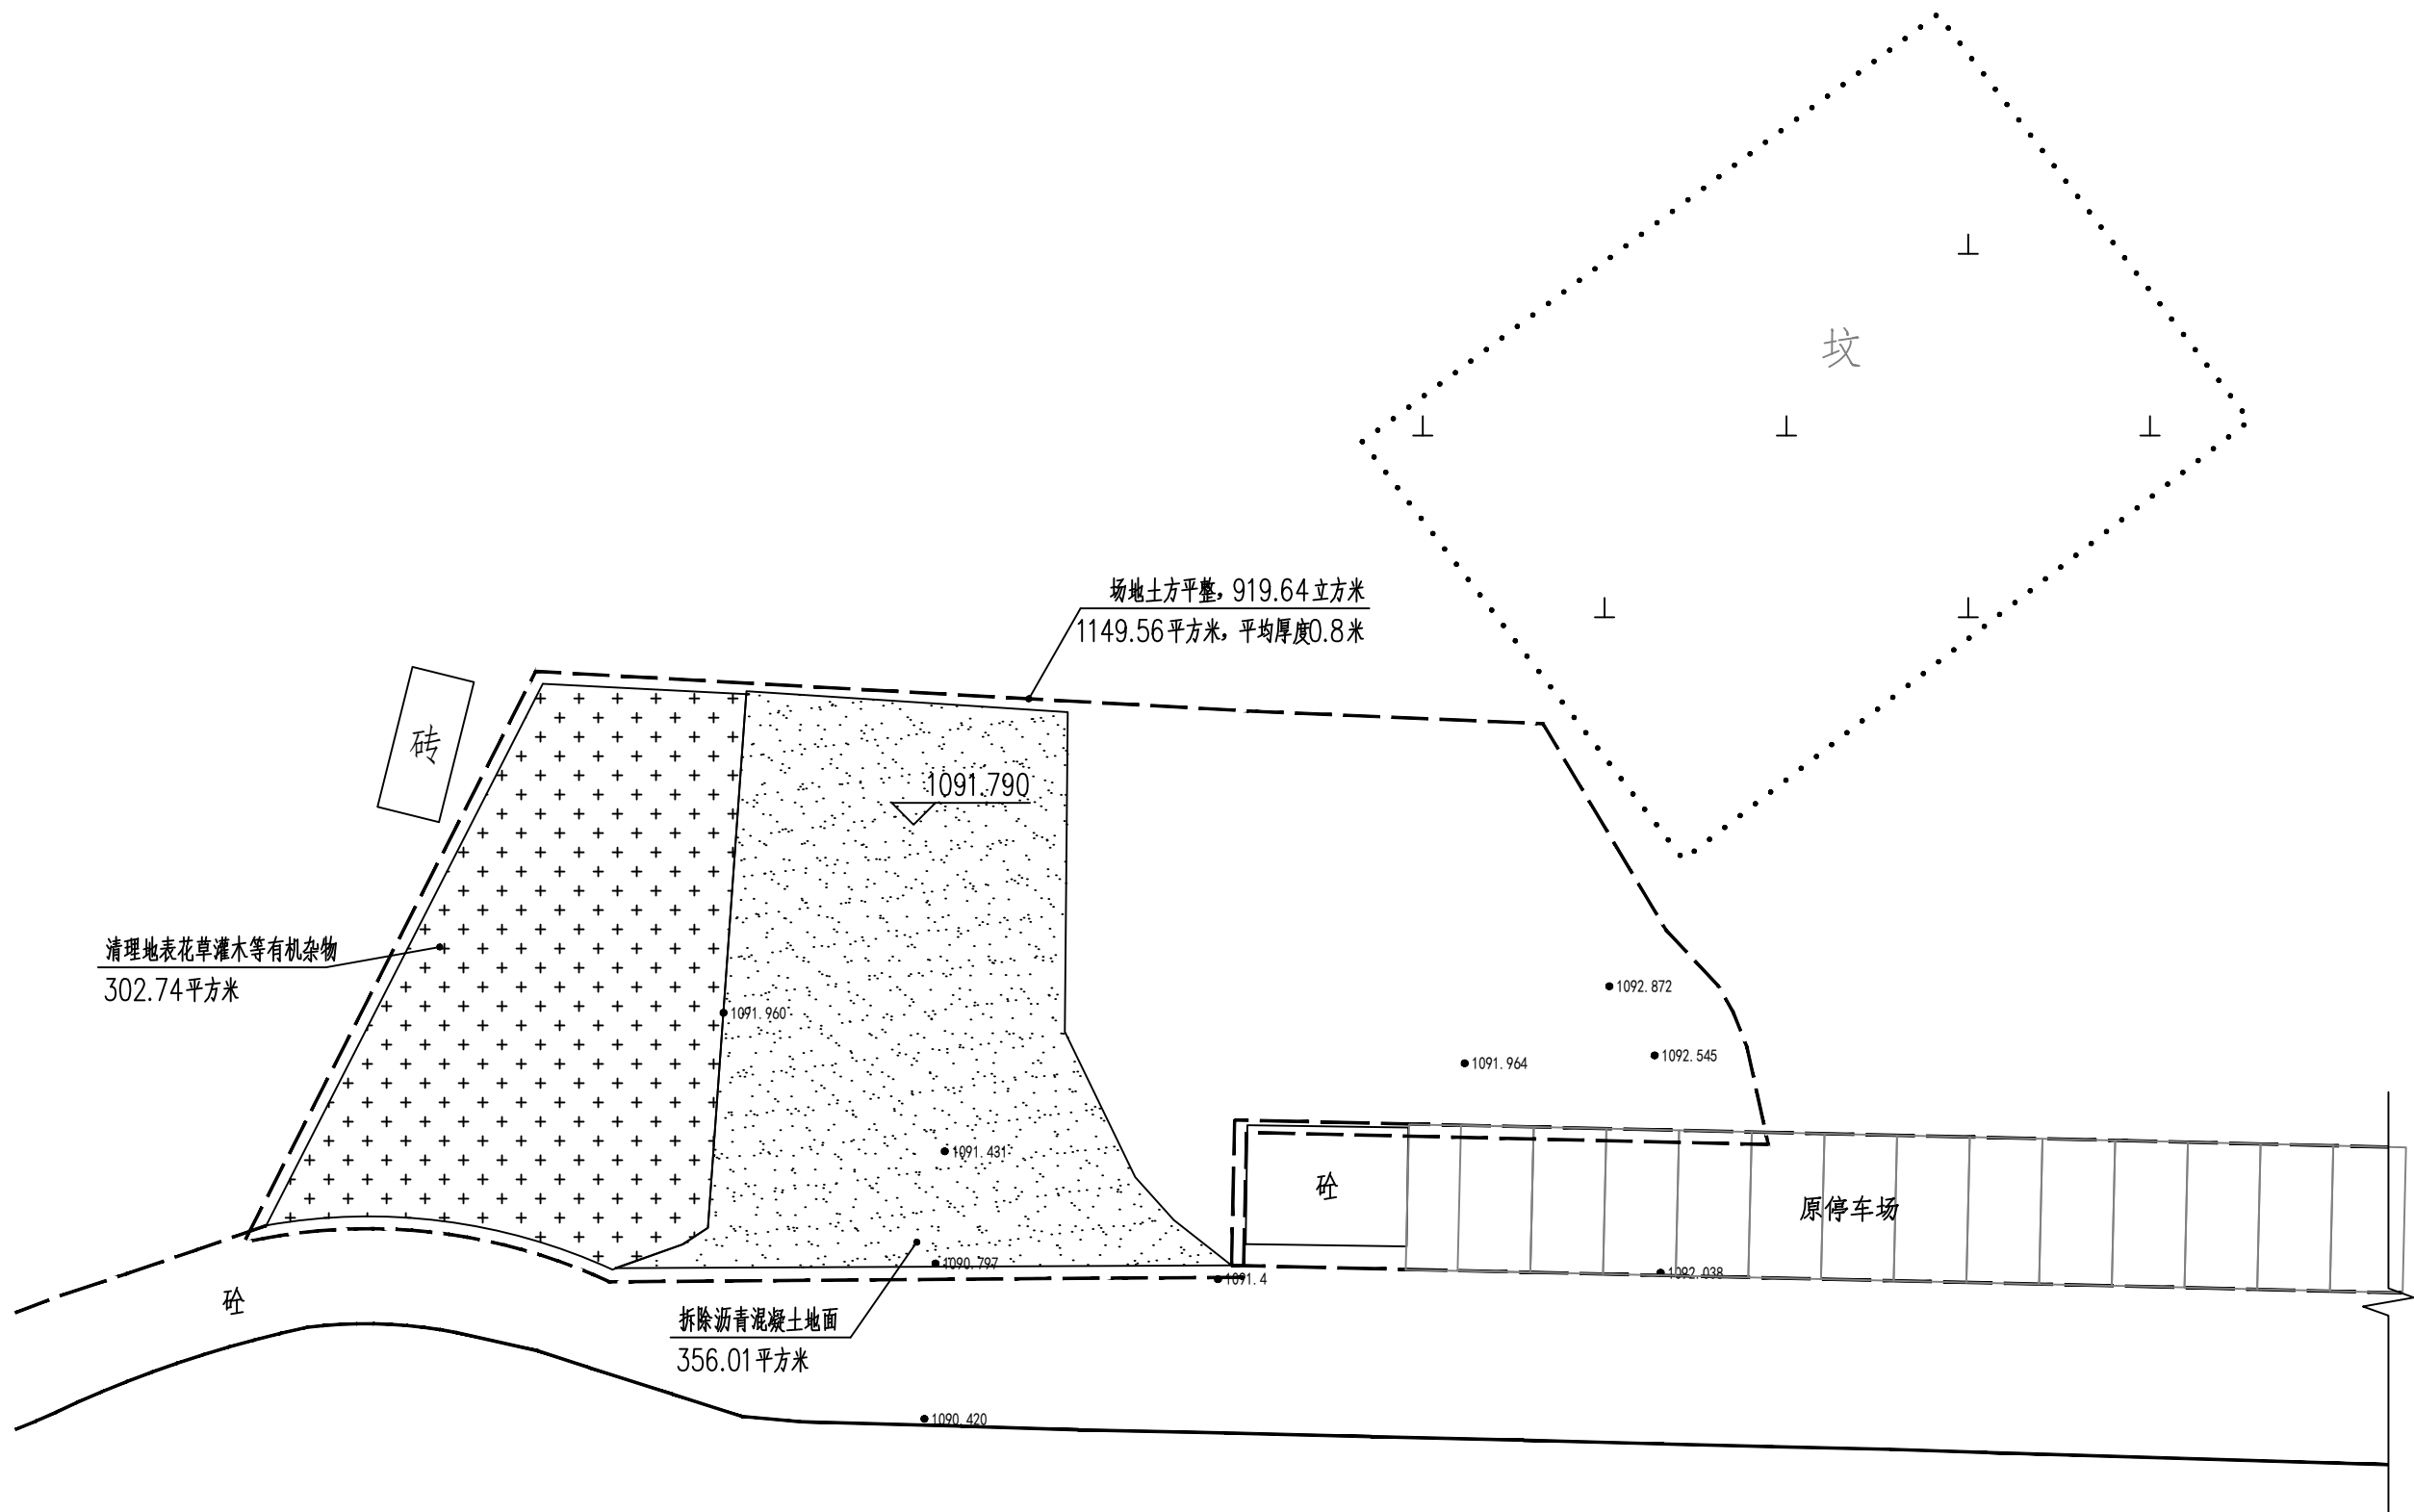 坟
场地土方平整，919.64立方米
1149.56平方米，平均厚度0.8米
砖
1091.790
清理地表花草灌木等有机杂物
302.74平方米
1092.872
1091.960
1092.545
1091.964
1091.431
砼
原停车场
1090.797
1092.038
1091.4
砼
拆除沥青混凝土地面
356.01平方米
1090.420